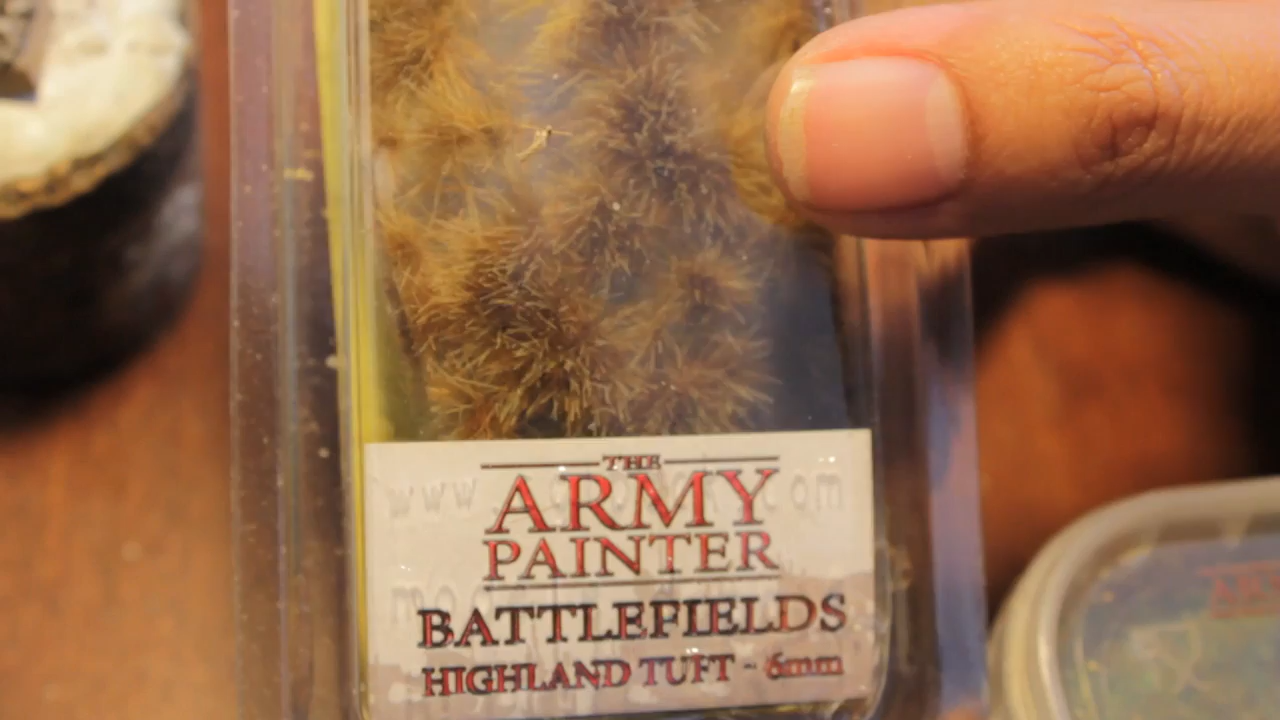 THE
ARMY
PAINTER
BATTLEFIELDS
HIGHLAND TUFT - 6mm